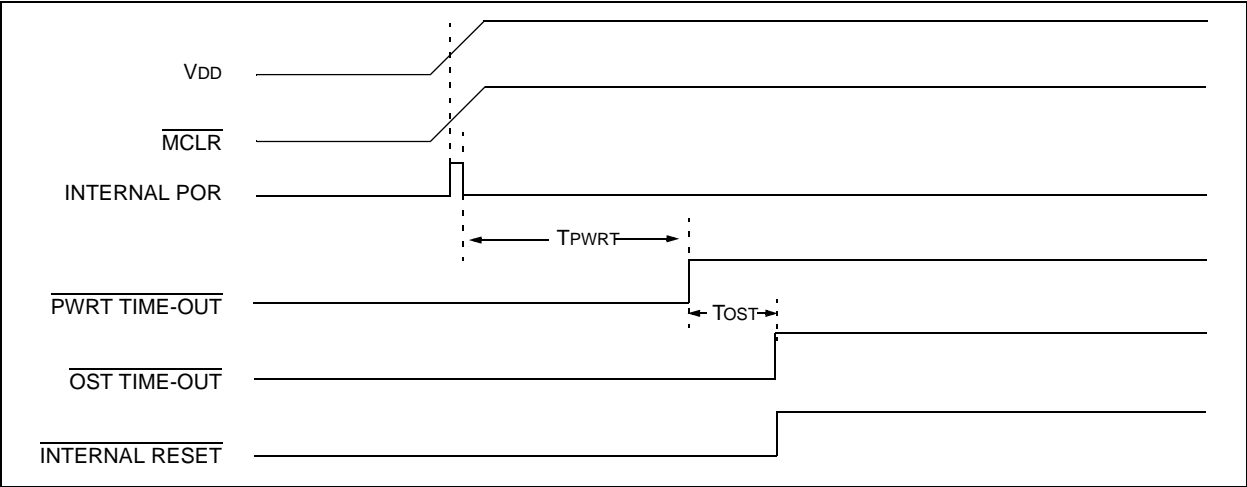 VDD
MCLR
INTERNAL POR
TPWRT
PWRT TIME-OUT
TOST
OST TIME-OUT
INTERNAL RESET